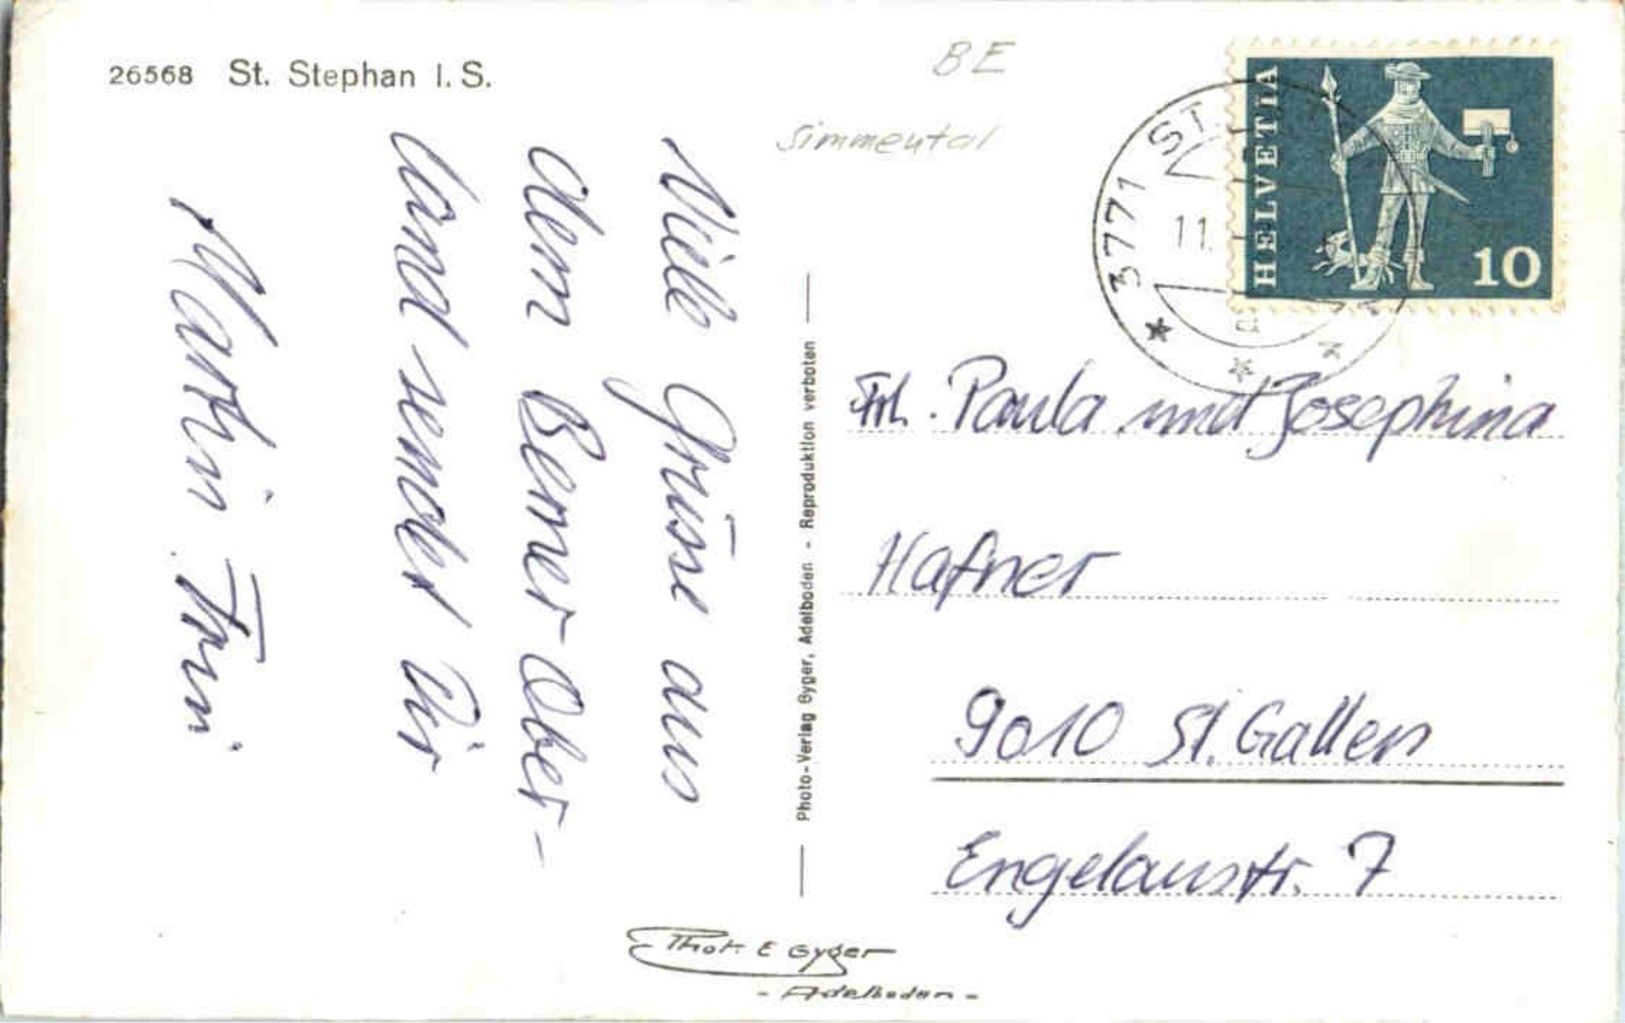 26568 St. Stephan I. S.
BE
Simmental
Viele Grüsse aus
dem Berner-Ober-
land sendet Dir
Martin
3771 ST.
11.
HELVETIA
10
Frl. Paula und Josephina
Hafner
9010 St. Gallen
Engelaustr. 7
Photo-Verlag Gyger, Adelboden - Reproduktion verboten
Phot. E Gyger
- Adelboden -